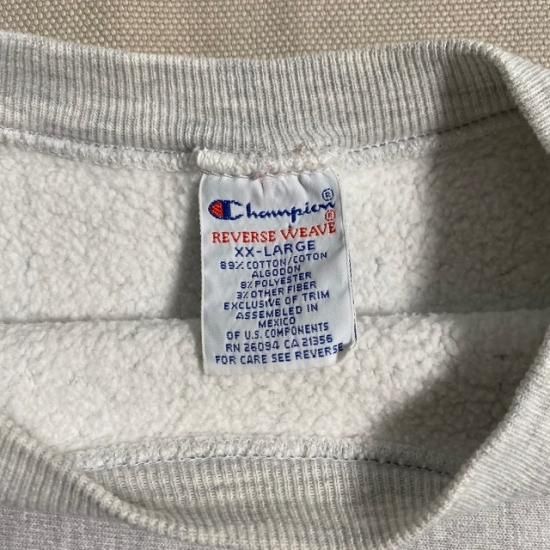 Champion®
REVERSE WEAVE®
XX-LARGE
89% COTTON/COTON
ALGODON
8% POLYESTER
3% OTHER FIBER
EXCLUSIVE OF TRIM
ASSEMBLED IN
MEXICO
OF U.S. COMPONENTS
RN 26094 CA 21356
FOR CARE SEE REVERSE